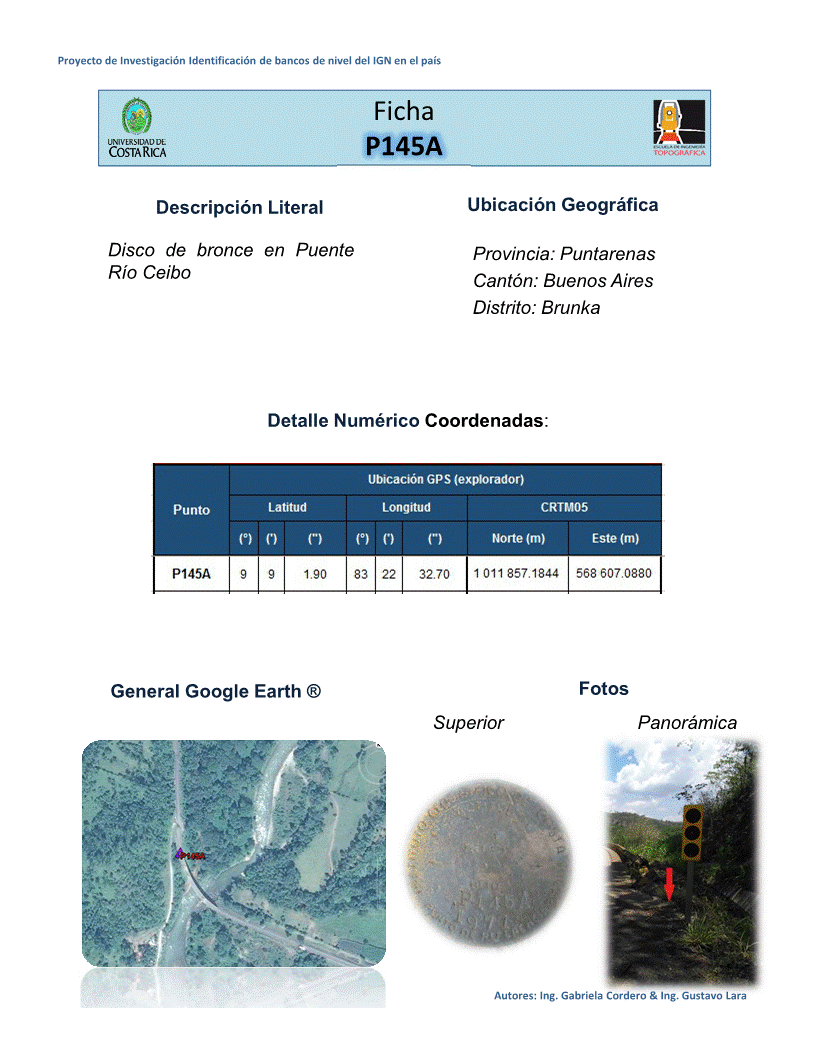 Proyecto de Investigación Identificación de bancos de nivel del IGN en el país
UNIVERSIDAD DE
COSTA RICA
Ficha
P145A
ESCUELA DE INGENIERÍA
TOPOGRÁFICA
Descripción Literal
Disco de bronce en Puente
Río Ceibo
Ubicación Geográfica
Provincia: Puntarenas
Cantón: Buenos Aires
Distrito: Brunka
Detalle Numérico Coordenadas:
Punto
Ubicación GPS (explorador)
Latitud Longitud CRTM05
(°) (') (") (°) (') (") Norte (m) Este (m)
P145A 9 9 1.90 83 22 32.70 1 011 857.1844 568 607.0880
General Google Earth ®
Fotos
Superior Panorámica
P145A
P145A
Autores: Ing. Gabriela Cordero & Ing. Gustavo Lara